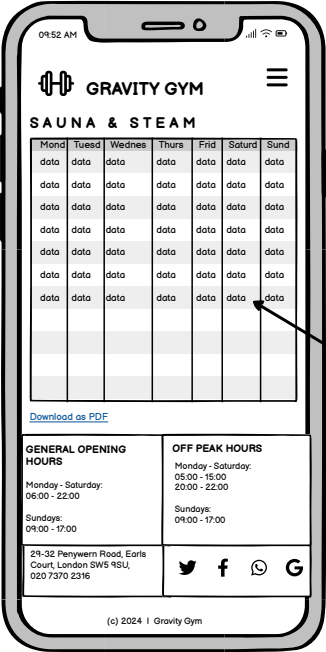 09:52 AM
GRAVITY GYM
SAUNA & STEAM
Mond Tuesd Wednes Thurs Frid Saturd Sund
data data data data data data data
data data data data data data data
data data data data data data data
data data data data data data data
data data data data data data data
data data data data data data data
data data data data data data data
Download as PDF
GENERAL OPENING
HOURS
Monday - Saturday:
06:00 - 22:00
Sundays:
09:00 - 17:00
OFF PEAK HOURS
Monday - Saturday:
05:00 - 15:00
20:00 - 22:00
Sundays:
09:00 - 17:00
29-32 Penywern Road, Earls
Court, London SW5 9SU,
020 7370 2316
(c) 2024 I Gravity Gym